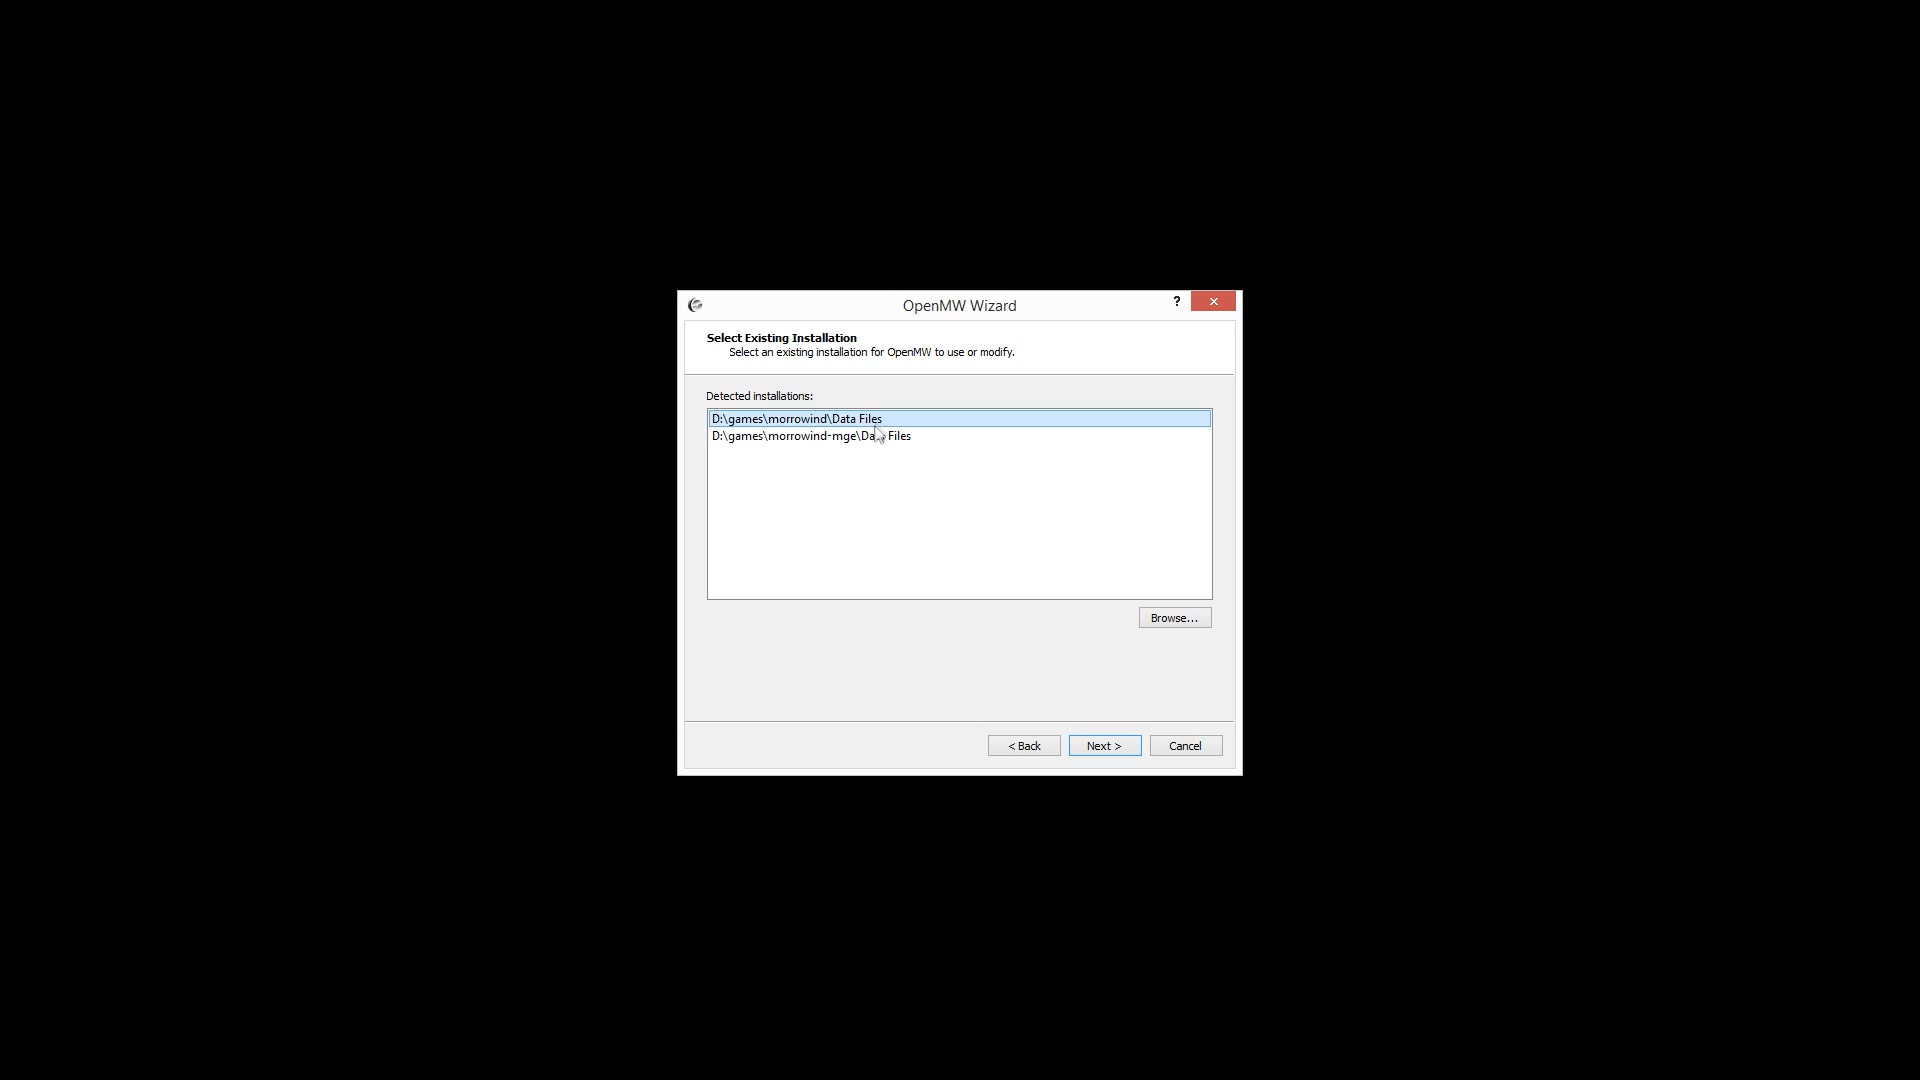 OpenMW Wizard
?
Select Existing Installation
Select an existing installation for OpenMW to use or modify.
Detected installations:
D:\games\morrowind\Data Files
D:\games\morrowind-mge\Data Files
Browse...
< Back
Next >
Cancel